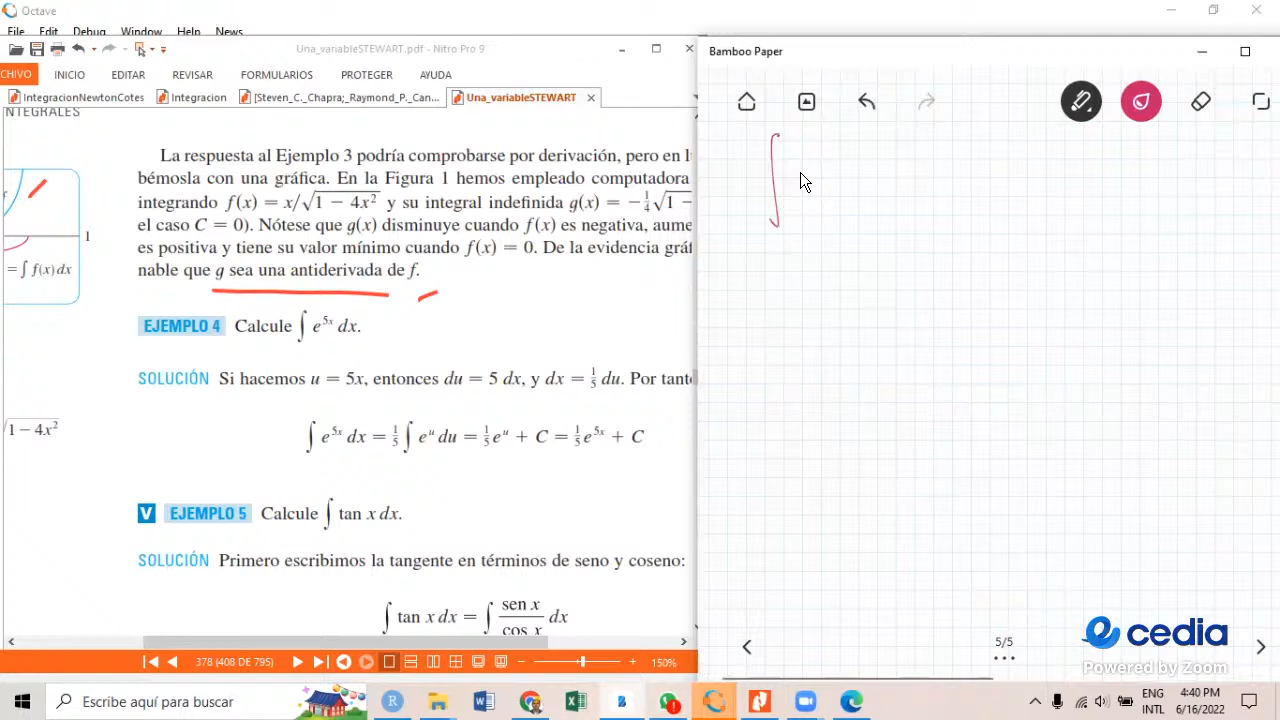 Octave
File Edit Debug Window Help News
Una_variableSTEWART.pdf - Nitro Pro 9
CHIVO INICIO EDITAR REVISAR FORMULARIOS PROTEGER AYUDA
IntegracionNewtonCotes Integracion [Steven_C._Chapra;_Raymond_P._Can... Una_variableSTEWART
NTEGRALES
La respuesta al Ejemplo 3 podría comprobarse por derivación, pero en l
bémosla con una gráfica. En la Figura 1 hemos empleado computadora
integrando f(x) = x/√1 − 4x² y su integral indefinida g(x) = −¼√1 −
el caso C = 0). Nótese que g(x) disminuye cuando f(x) es negativa, aume
es positiva y tiene su valor mínimo cuando f(x) = 0. De la evidencia gráf
nable que g sea una antiderivada de f.
f
1
= ∫ f(x) dx
EJEMPLO 4 Calcule ∫ e⁵ˣ dx.
SOLUCIÓN Si hacemos u = 5x, entonces du = 5 dx, y dx = 1/5 du. Por tant
√1 − 4x²
∫ e⁵ˣ dx = 1/5 ∫ eᵘ du = 1/5 eᵘ + C = 1/5 e⁵ˣ + C
V EJEMPLO 5 Calcule ∫ tan x dx.
SOLUCIÓN Primero escribimos la tangente en términos de seno y coseno:
∫ tan x dx = ∫ sen x / cos x dx
378 (408 DE 795) 150%
Bamboo Paper
∫
5/5
cedia
Powered by Zoom
Escribe aquí para buscar
ENG 4:40 PM
INTL 6/16/2022